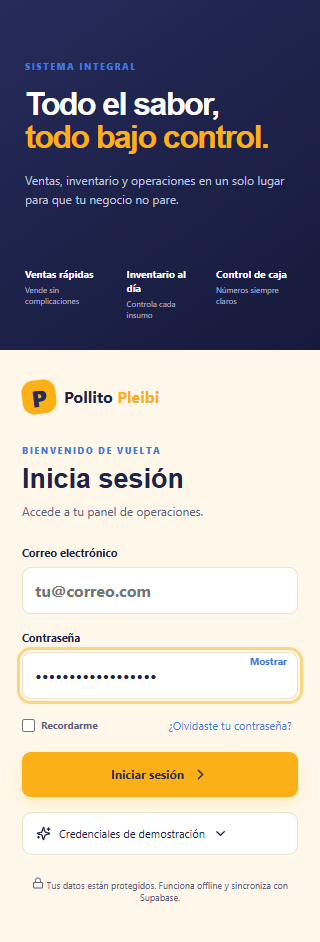 SISTEMA INTEGRAL
Todo el sabor,
todo bajo control.
Ventas, inventario y operaciones en un solo lugar
para que tu negocio no pare.
Ventas rápidas
Vende sin
complicaciones
Inventario al
día
Controla cada
insumo
Control de caja
Números siempre
claros
P Pollito Pleibi
BIENVENIDO DE VUELTA
Inicia sesión
Accede a tu panel de operaciones.
Correo electrónico
tu@correo.com
Contraseña
Mostrar
••••••••••••••••••
Recordarme ¿Olvidaste tu contraseña?
Iniciar sesión
Credenciales de demostración
Tus datos están protegidos. Funciona offline y sincroniza con
Supabase.